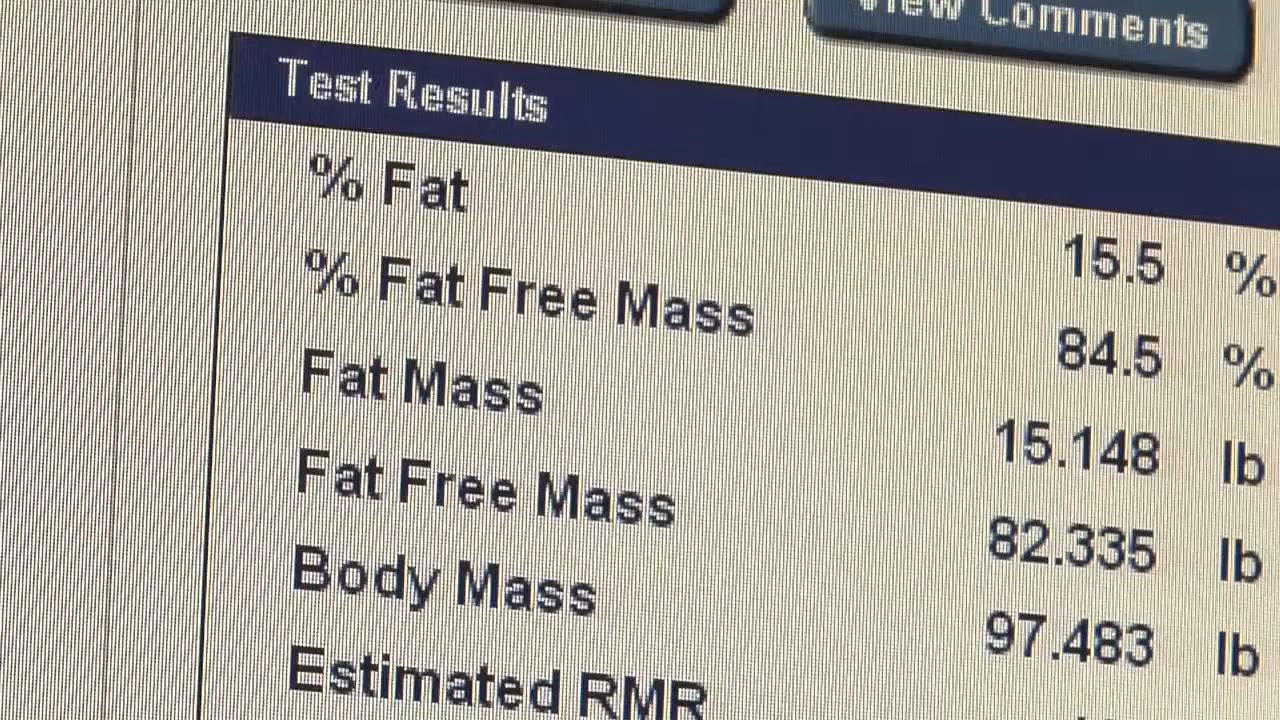 View Comments
Test Results
% Fat 15.5 %
% Fat Free Mass 84.5 %
Fat Mass 15.148 lb
Fat Free Mass 82.335 lb
Body Mass 97.483 lb
Estimated RMR